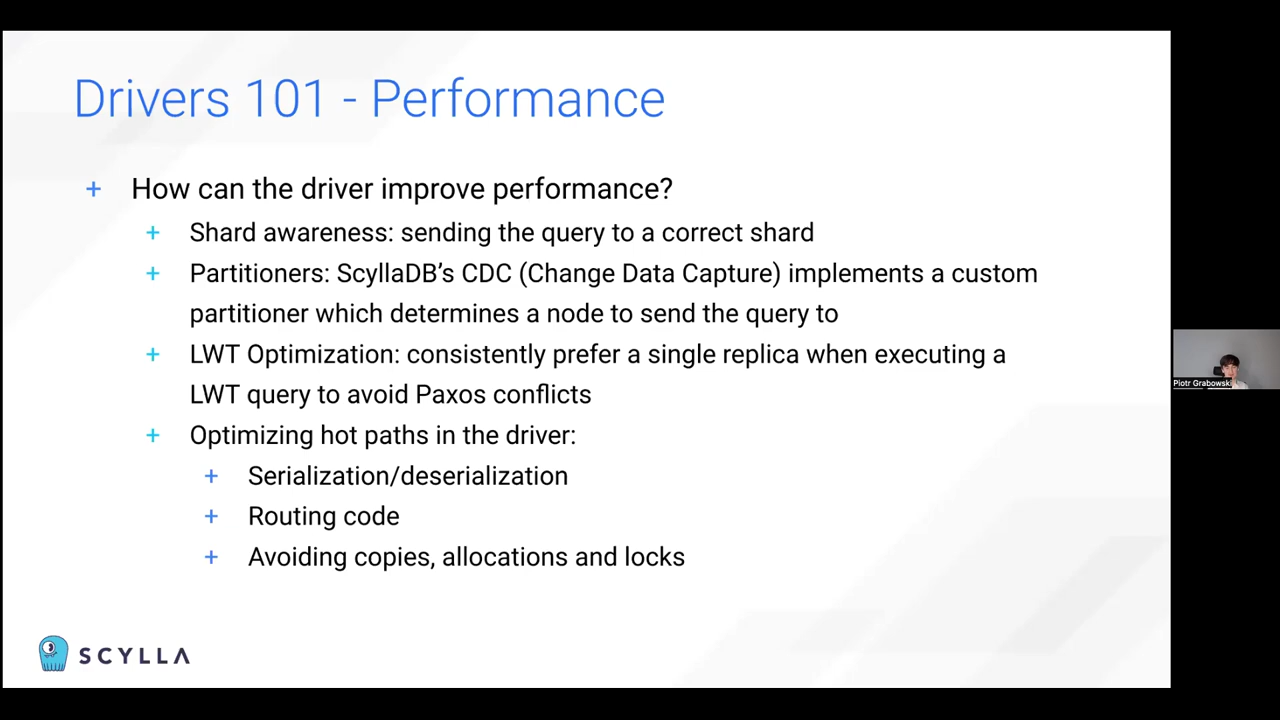 Drivers 101 - Performance
+ How can the driver improve performance?
+ Shard awareness: sending the query to a correct shard
+ Partitioners: ScyllaDB’s CDC (Change Data Capture) implements a custom
partitioner which determines a node to send the query to
+ LWT Optimization: consistently prefer a single replica when executing a
LWT query to avoid Paxos conflicts
+ Optimizing hot paths in the driver:
+ Serialization/deserialization
+ Routing code
+ Avoiding copies, allocations and locks
SCYLLA
Piotr Grabowski